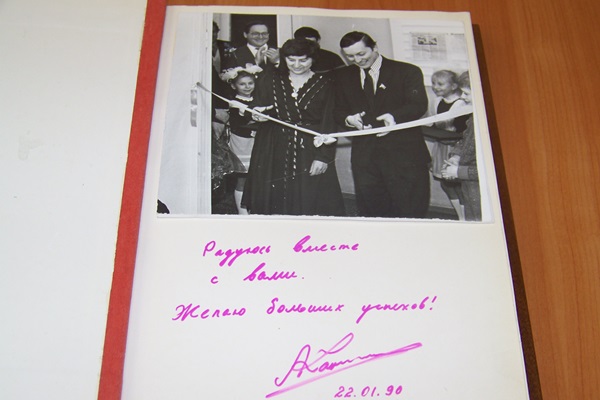 Радуюсь вместе
с вами.
Желаю больших успехов!
22.01.90